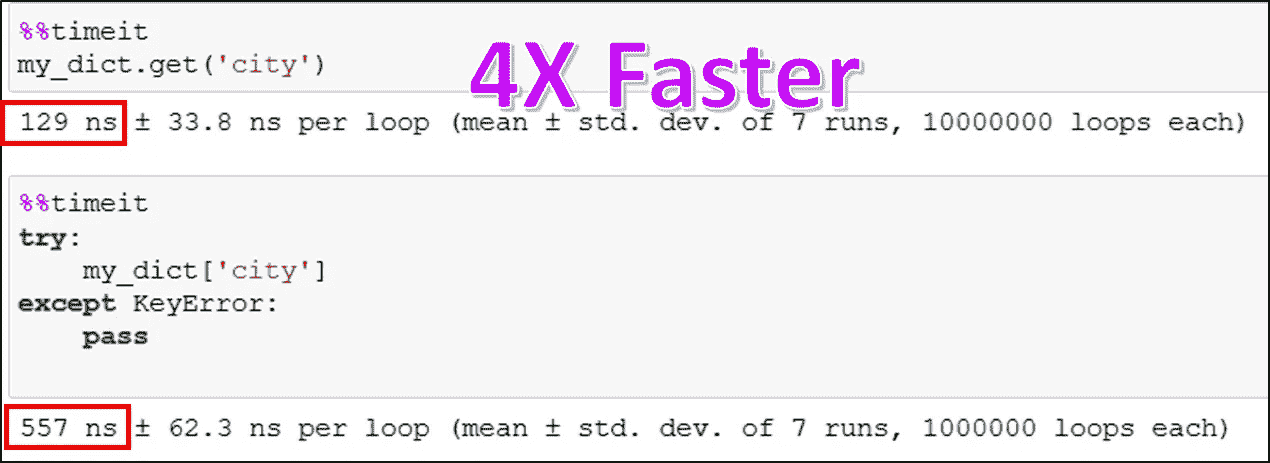 %%timeit
my_dict.get('city')
4X Faster
129 ns ± 33.8 ns per loop (mean ± std. dev. of 7 runs, 10000000 loops each)
%%timeit
try:
    my_dict['city']
except KeyError:
    pass
557 ns ± 62.3 ns per loop (mean ± std. dev. of 7 runs, 1000000 loops each)